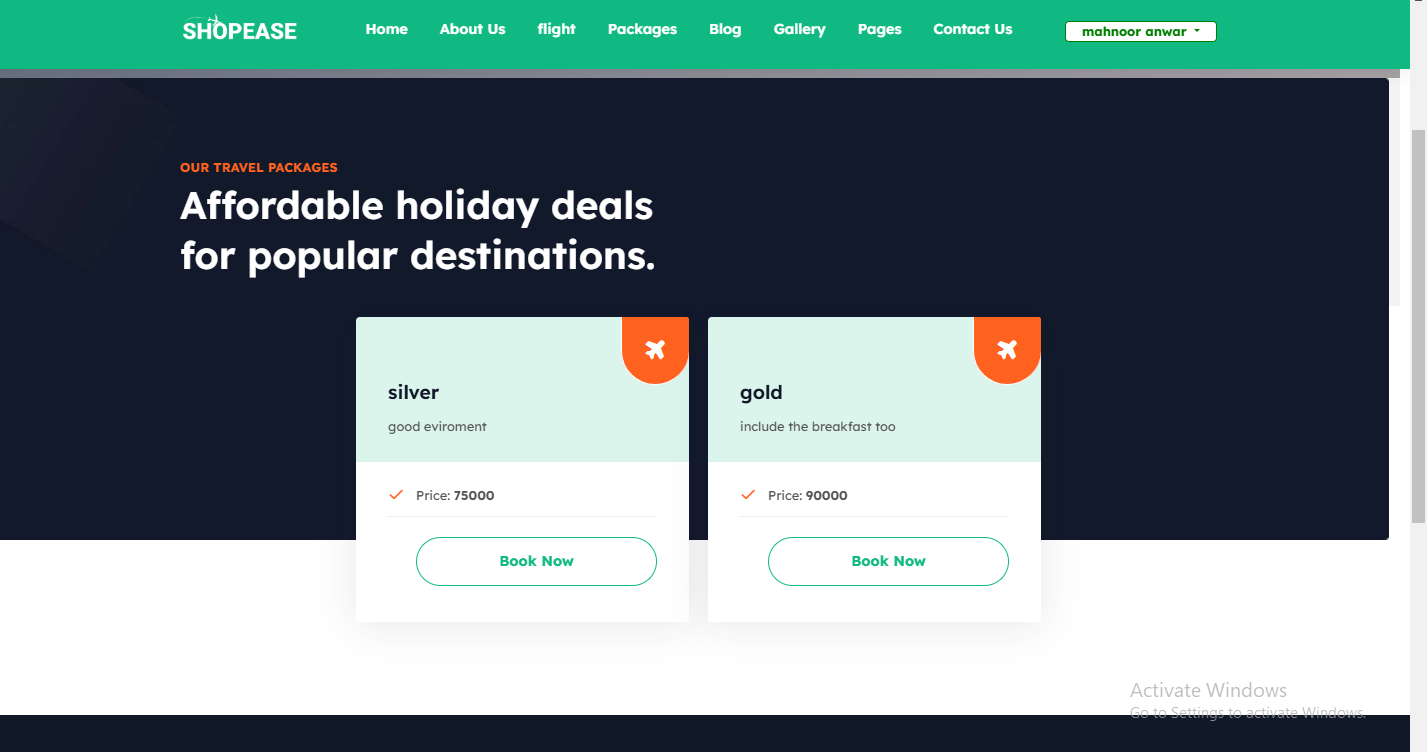 SHOPEASE
Home About Us flight Packages Blog Gallery Pages Contact Us mahnoor anwar
OUR TRAVEL PACKAGES
Affordable holiday deals
for popular destinations.
silver
good eviroment
Price: 75000
Book Now
gold
include the breakfast too
Price: 90000
Book Now
Activate Windows
Go to Settings to activate Windows.